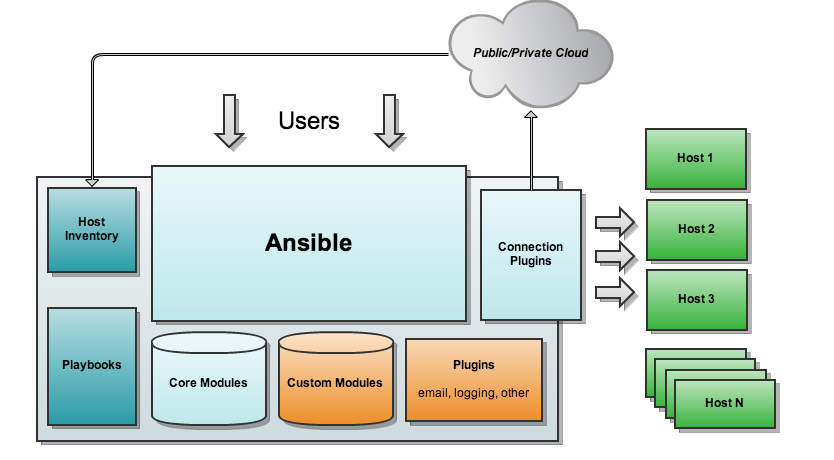 Public/Private Cloud
Users
Host
Inventory
Ansible
Connection
Plugins
Host 1
Host 2
Host 3
Host N
Playbooks
Core Modules
Custom Modules
Plugins
email, logging, other